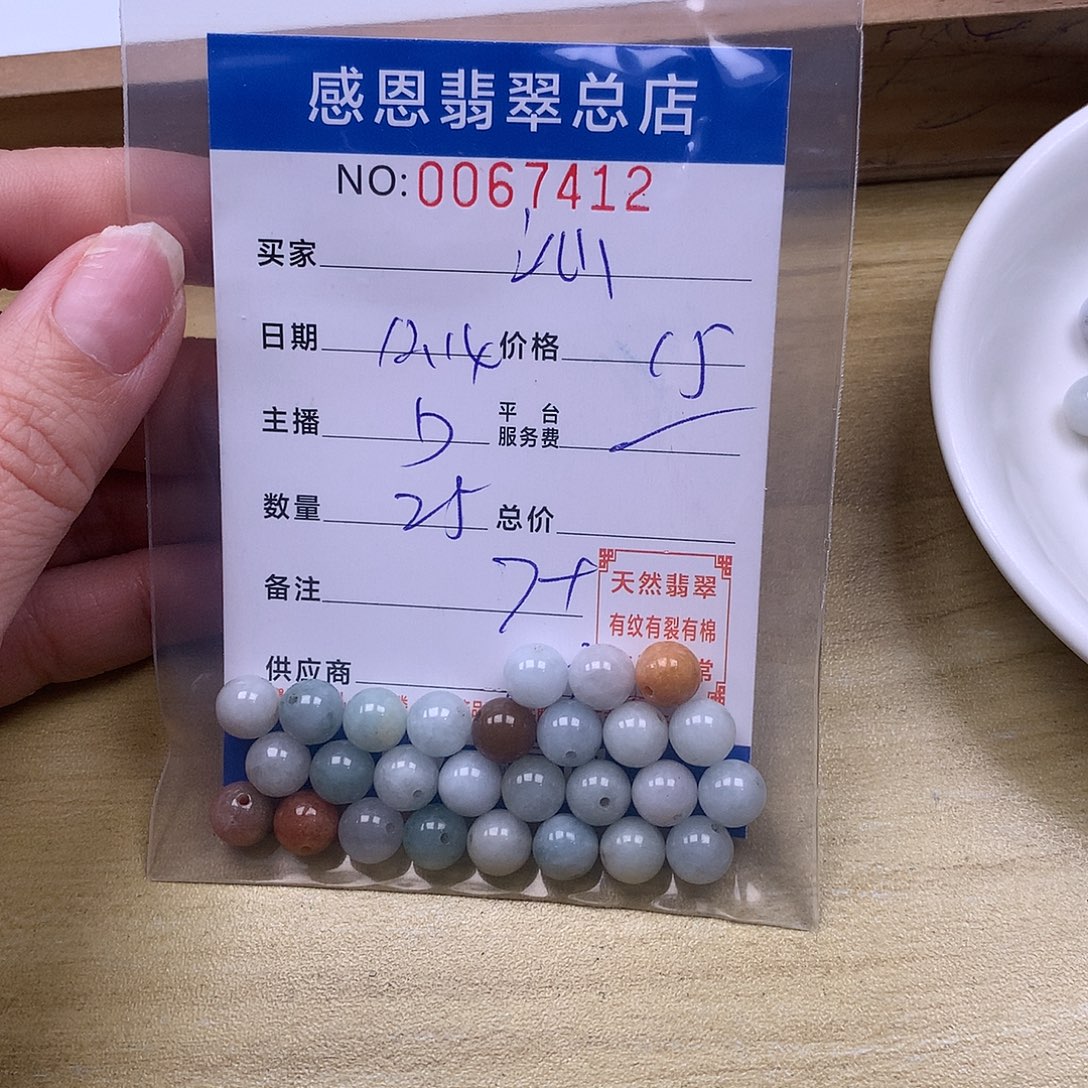 感恩翡翠总店
NO:0067412
买家
日期 12.14 价格 15
主播 平台服务费
数量 25 总价
备注 7+
天然翡翠
有纹有裂有棉
常
供应商